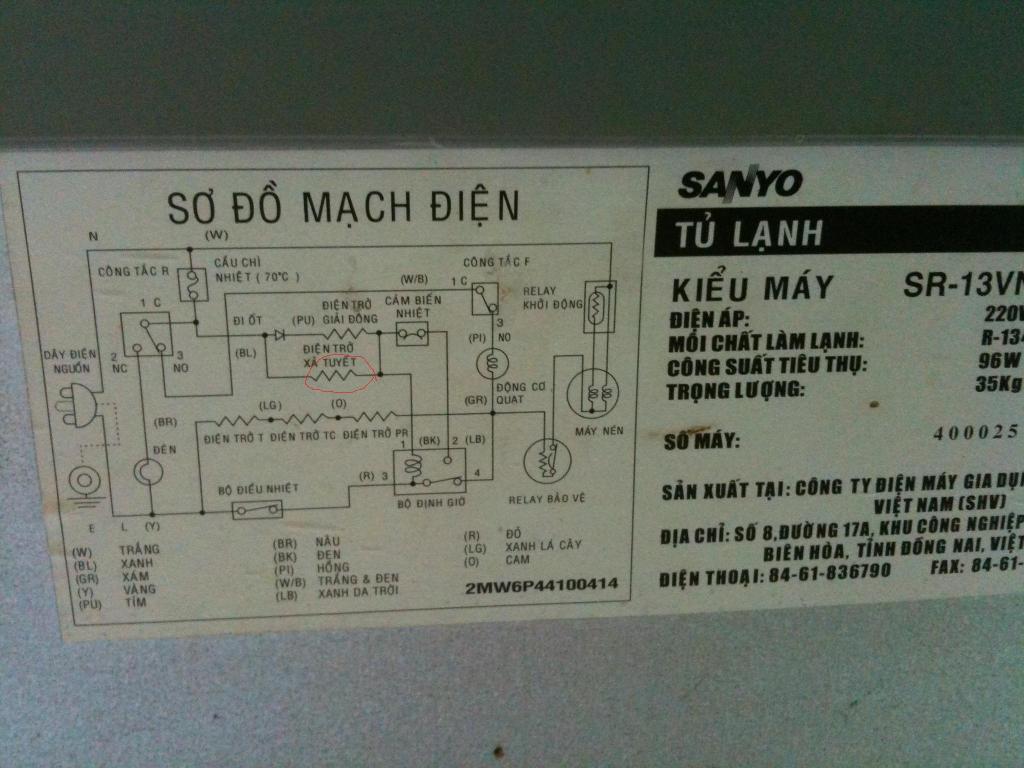 SƠ ĐỒ MẠCH ĐIỆN
N
(W)
CÔNG TẮC R
CẦU CHÌ
NHIỆT ( 70°C )
CÔNG TẮC F
(W/B)
1 C
1 C
ĐI ỐT
(PU)
ĐIỆN TRỞ
GIẢI ĐÔNG
CẢM BIẾN
NHIỆT
RELAY
KHỞI ĐỘNG
3
NO
(PI)
DÂY ĐIỆN
NGUỒN
2
NC
3
NO
(BL)
ĐIỆN TRỞ
XẢ TUYẾT
ĐỘNG CƠ
QUẠT
(GR)
(BR)
(LG)
(O)
ĐIỆN TRỞ T ĐIỆN TRỞ TC ĐIỆN TRỞ PR
1
(BK)
2
(LB)
MÁY NÉN
ĐÈN
(R) 3
4
BỘ ĐIỀU NHIỆT
BỘ ĐỊNH GIỜ
RELAY BẢO VỆ
E
L
(Y)
(W) TRẮNG
(BL) XANH
(GR) XÁM
(Y) VÀNG
(PU) TÍM
(BR) NÂU
(BK) ĐEN
(PI) HỒNG
(W/B) TRẮNG & ĐEN
(LB) XANH DA TRỜI
(R) ĐỎ
(LG) XANH LÁ CÂY
(O) CAM
2MW6P44100414
SANYO
TỦ LẠNH
KIỂU MÁY SR-13VN
ĐIỆN ÁP: 220V
MÔI CHẤT LÀM LẠNH: R-134
CÔNG SUẤT TIÊU THỤ: 96W
TRỌNG LƯỢNG: 35Kg
SỐ MÁY: 400025
SẢN XUẤT TẠI: CÔNG TY ĐIỆN MÁY GIA DỤNG
VIỆT NAM (SHV)
ĐỊA CHỈ: SỐ 8,ĐƯỜNG 17A, KHU CÔNG NGHIỆP
BIÊN HÒA, TỈNH ĐỒNG NAI, VIỆT
ĐIỆN THOẠI: 84-61-836790 FAX: 84-61-